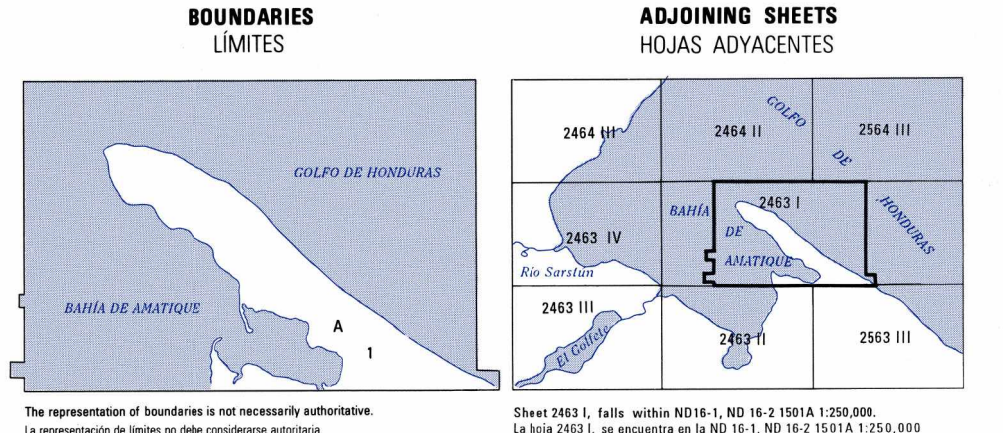 BOUNDARIES
LÍMITES
GOLFO DE HONDURAS
BAHÍA DE AMATIQUE
A
1
The representation of boundaries is not necessarily authoritative.
La representación de límites no debe considerarse autoritaria
ADJOINING SHEETS
HOJAS ADYACENTES
2464 III
2464 II
GOLFO
2564 III
DE
2463 I
BAHÍA
HONDURAS
2463 IV
DE
AMATIQUE
Río Sarstún
2463 III
El Golfete
2463 II
2563 III
Sheet 2463 I, falls within ND16-1, ND 16-2 1501A 1:250,000.
La hoja 2463 I, se encuentra en la ND 16-1, ND 16-2 1501A 1:250,000